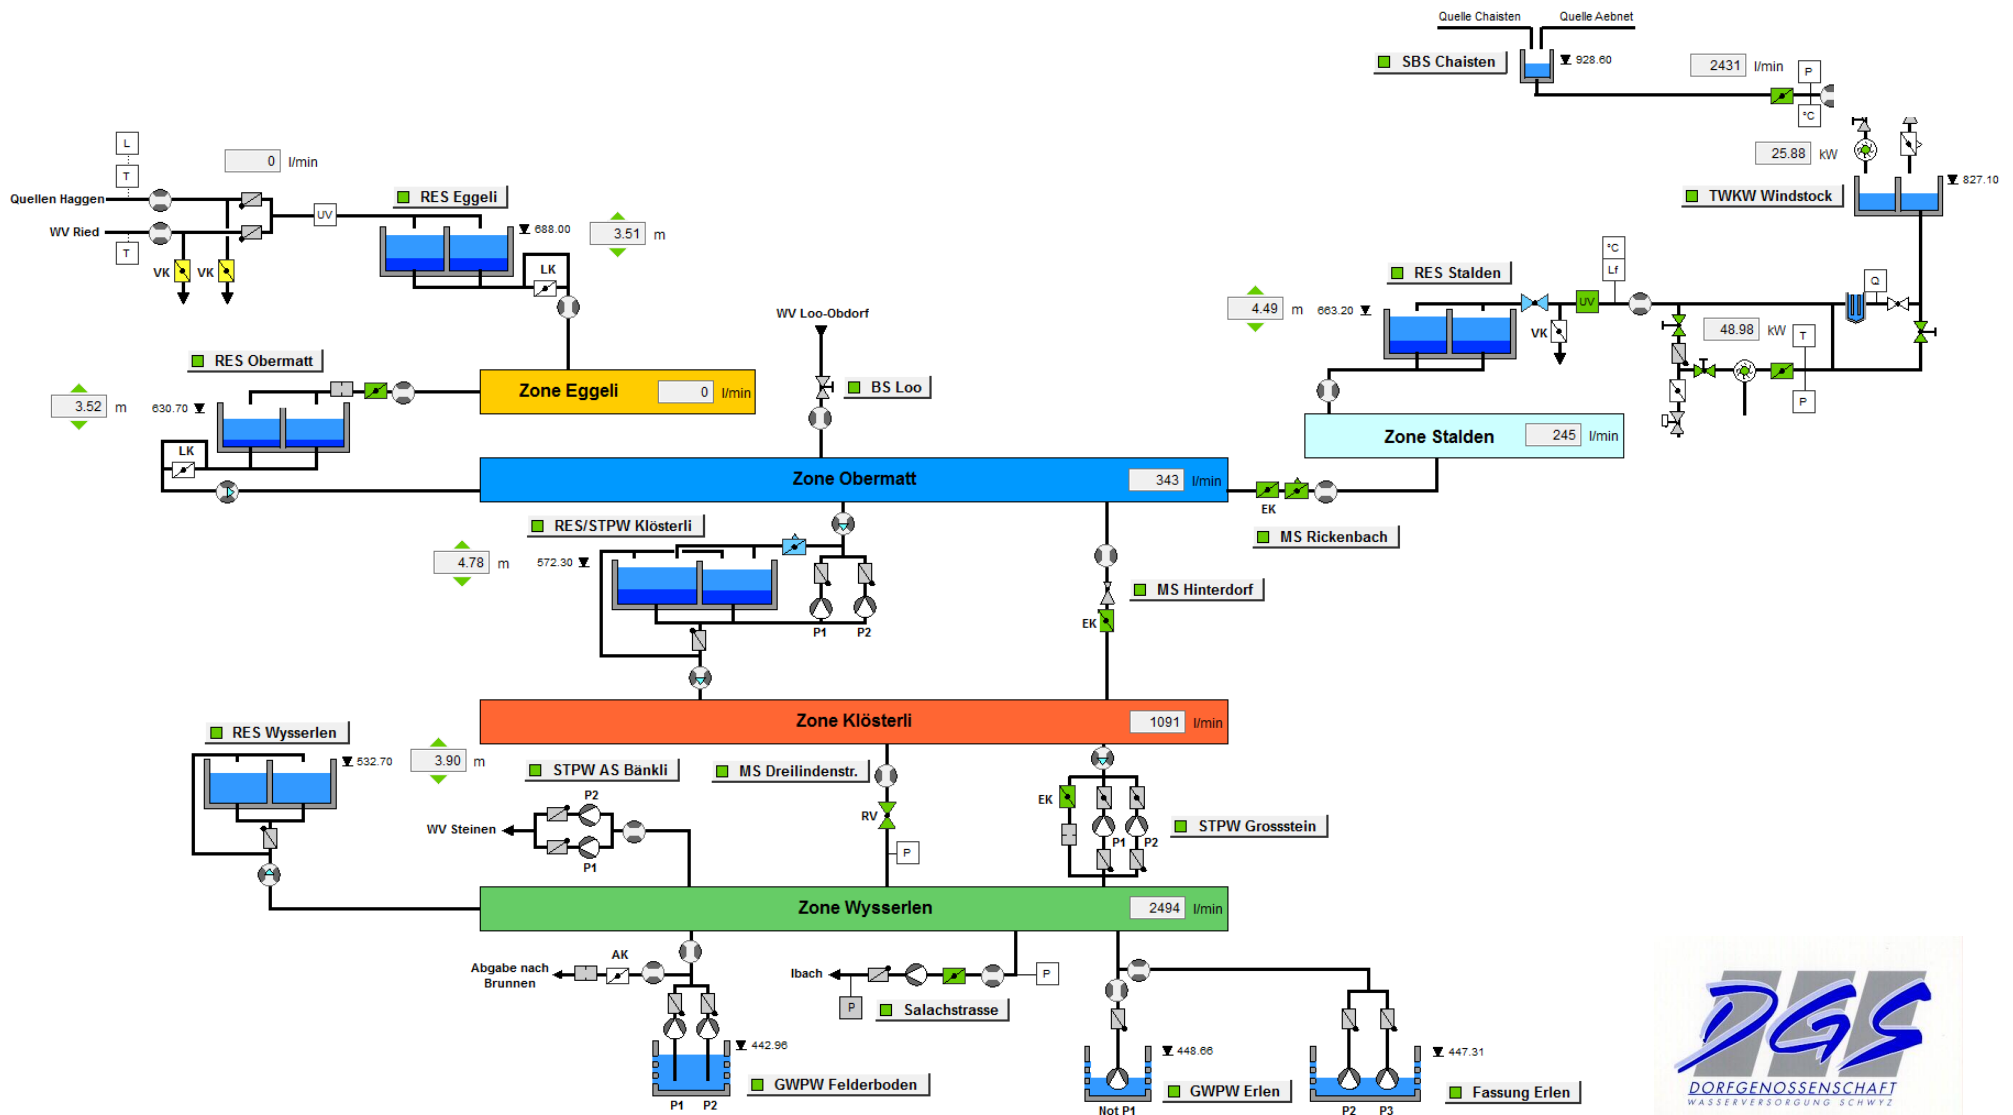 Quelle Chaisten
Quelle Aebnet
SBS Chaisten
928.60
2431 l/min
P
°C
25.88 kW
827.10
TWKW Windstock
L
T
0 l/min
Quellen Haggen
UV
WV Ried
T
VK
VK
RES Eggeli
688.00
3.51 m
LK
°C
Lf
RES Stalden
4.49 m
663.20
UV
Q
VK
48.98 kW
T
P
WV Loo-Obdorf
BS Loo
RES Obermatt
3.52 m
630.70
LK
Zone Eggeli
0 l/min
Zone Stalden
245 l/min
Zone Obermatt
343 l/min
EK
MS Rickenbach
RES/STPW Klösterli
4.78 m
572.30
P1
P2
MS Hinterdorf
EK
Zone Klösterli
1091 l/min
RES Wysserlen
532.70
3.90 m
STPW AS Bänkli
P2
WV Steinen
P1
MS Dreilindenstr.
RV
P
EK
P1
P2
STPW Grossstein
Zone Wysserlen
2494 l/min
AK
Abgabe nach
Brunnen
Ibach
P
P
Salachstrasse
442.96
GWPW Felderboden
P1
P2
448.66
GWPW Erlen
Not P1
447.31
Fassung Erlen
P2
P3
DGS
DORFGENOSSENSCHAFT
WASSERVERSORGUNG SCHWYZ